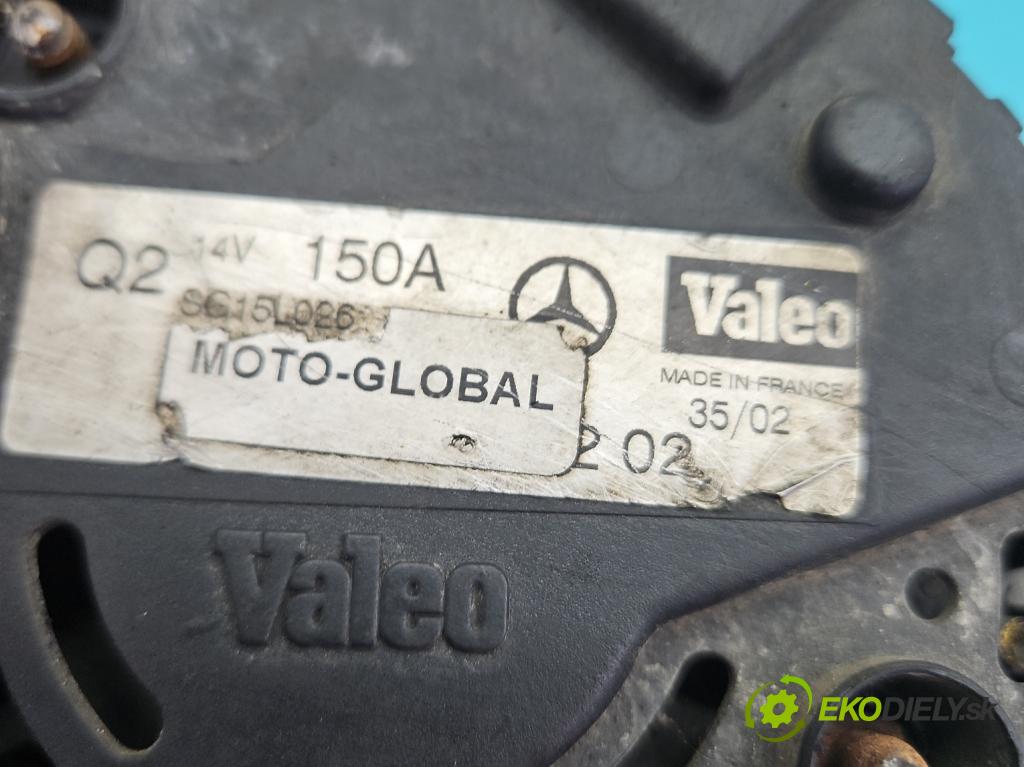 Q2 14V 150A
SG15L026
Valeo
MOTO-GLOBAL
MADE IN FRANCE
35/02
2 02
Valeo
EKODIELY.sk